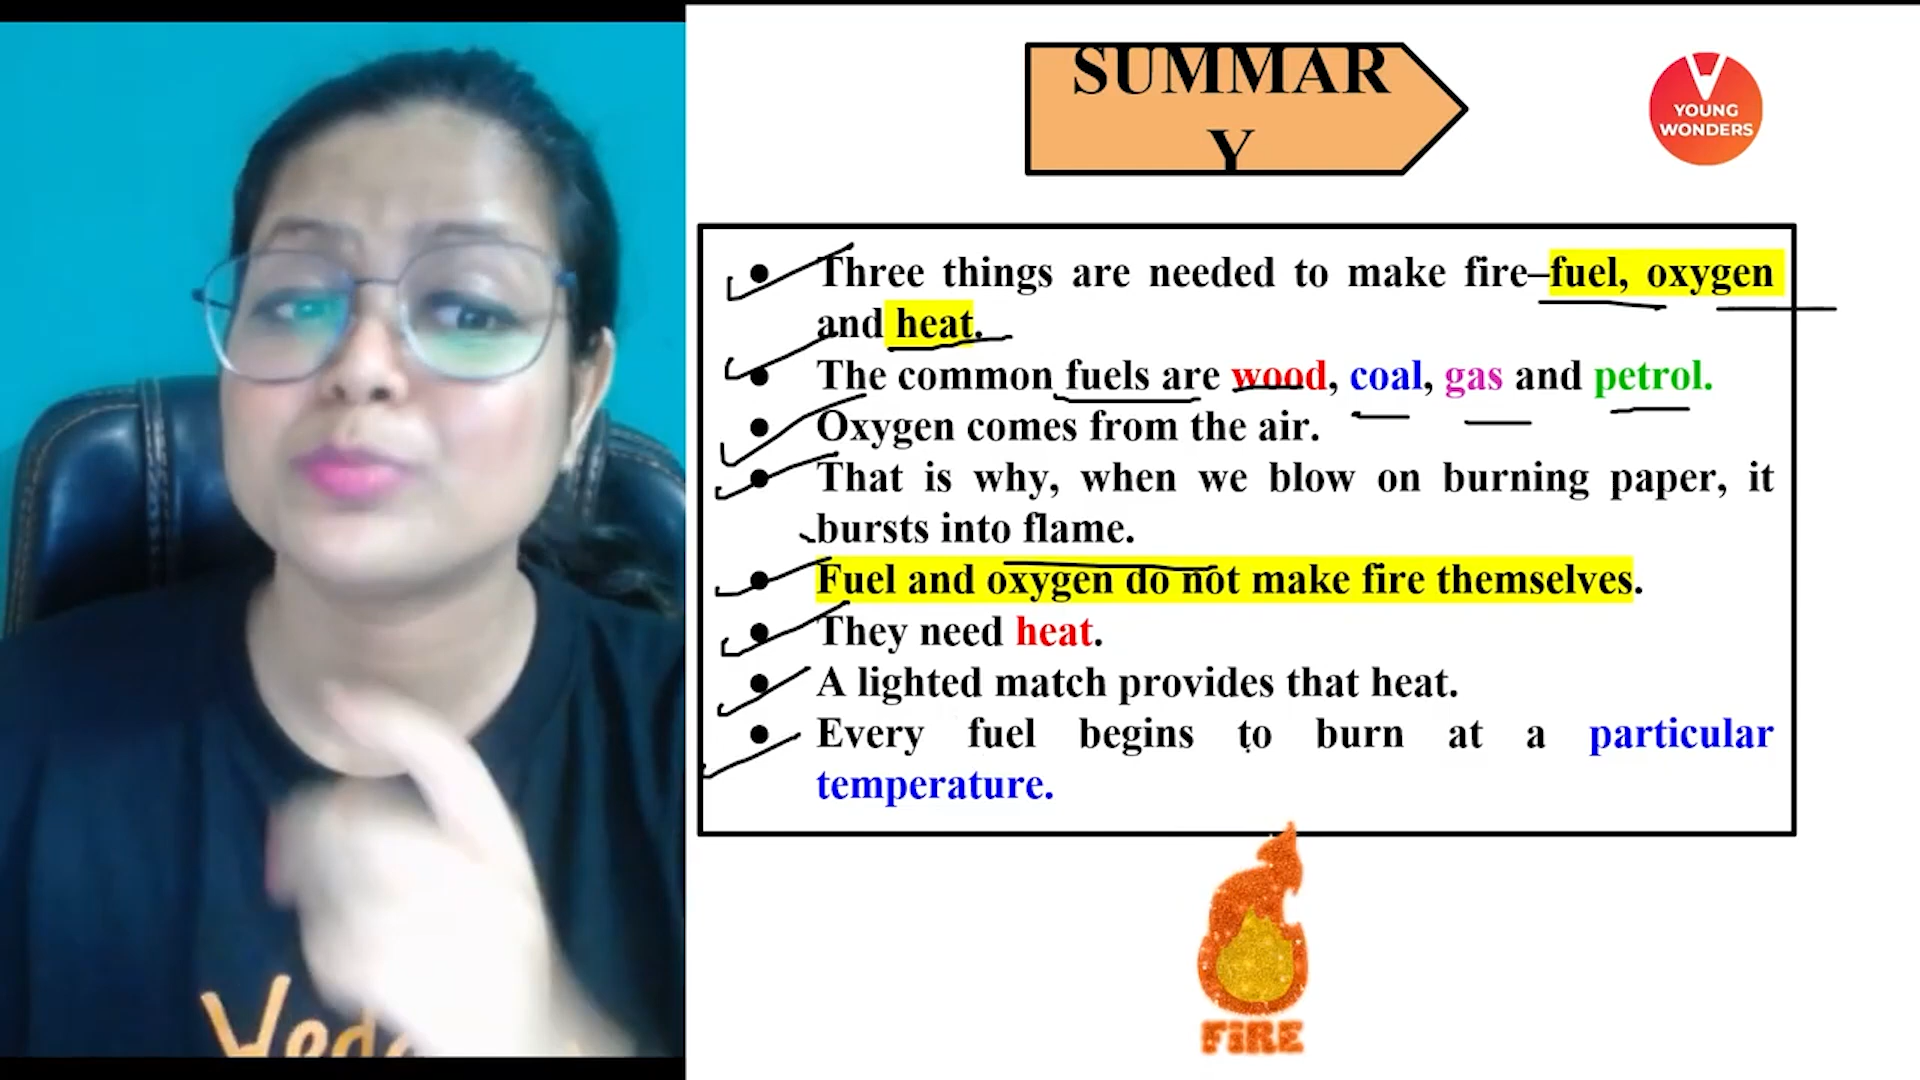 SUMMAR
Y
YOUNG
WONDERS
• Three things are needed to make fire–fuel, oxygen
and heat.
• The common fuels are wood, coal, gas and petrol.
• Oxygen comes from the air.
• That is why, when we blow on burning paper, it
bursts into flame.
• Fuel and oxygen do not make fire themselves.
• They need heat.
• A lighted match provides that heat.
• Every fuel begins to burn at a particular
temperature.
FiRE